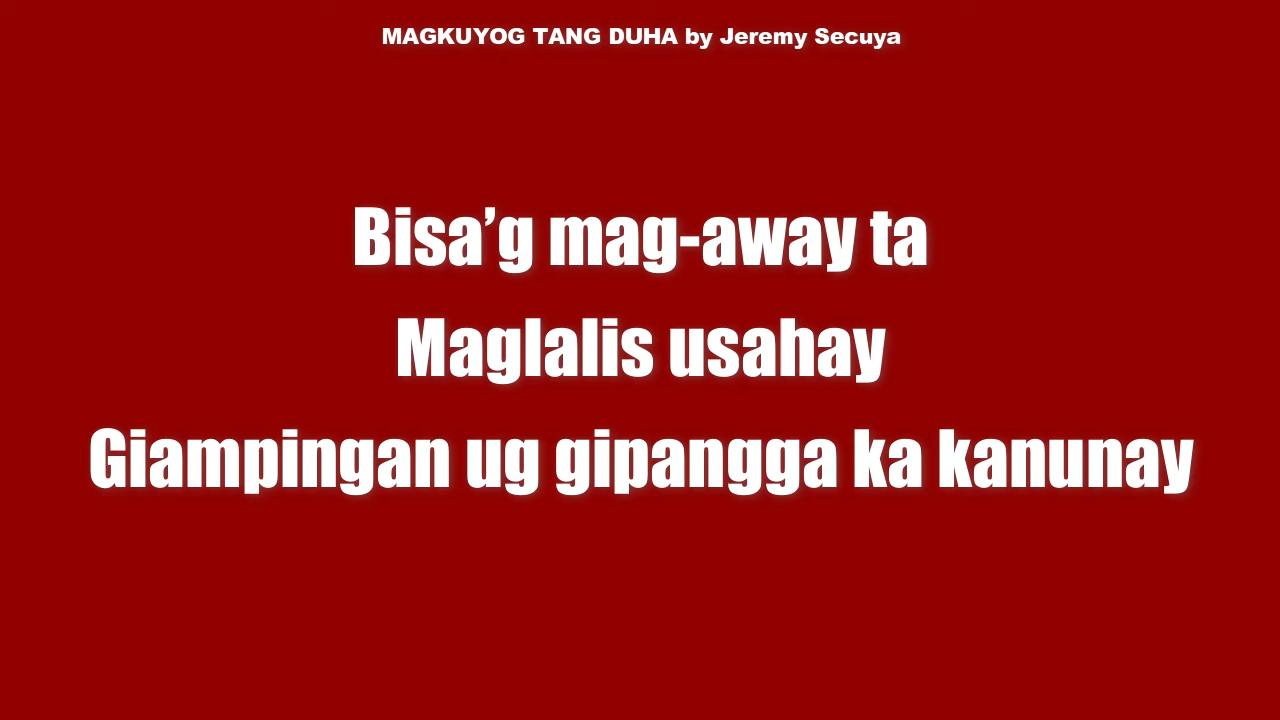 MAGKUYOG TANG DUHA by Jeremy Secuya
Bisa’g mag-away ta
Maglalis usahay
Giampingan ug gipangga ka kanunay